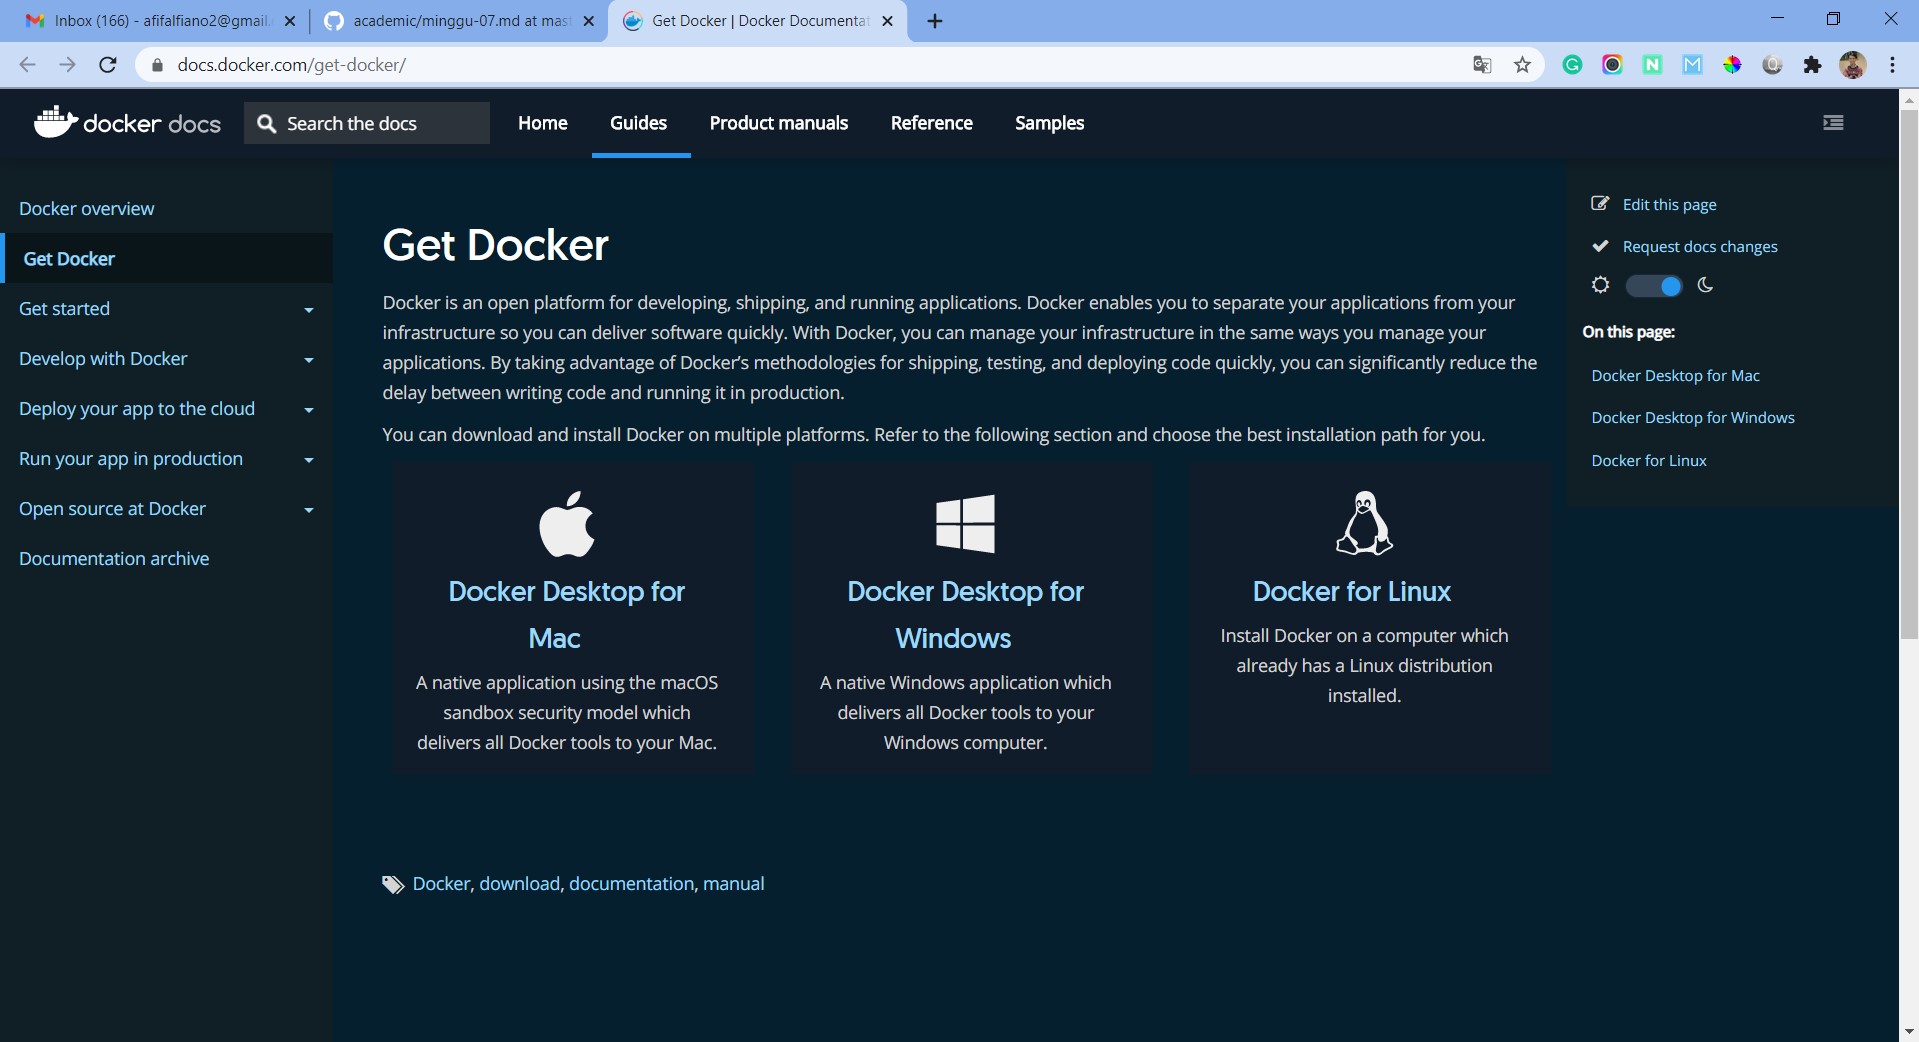 Inbox (166) - afifalfiano2@gmail.
academic/minggu-07.md at mas
Get Docker | Docker Documentat
docs.docker.com/get-docker/
docker docs
Search the docs
Home
Guides
Product manuals
Reference
Samples
Docker overview
Get Docker
Get started
Develop with Docker
Deploy your app to the cloud
Run your app in production
Open source at Docker
Documentation archive
Get Docker
Docker is an open platform for developing, shipping, and running applications. Docker enables you to separate your applications from your
infrastructure so you can deliver software quickly. With Docker, you can manage your infrastructure in the same ways you manage your
applications. By taking advantage of Docker’s methodologies for shipping, testing, and deploying code quickly, you can significantly reduce the
delay between writing code and running it in production.
You can download and install Docker on multiple platforms. Refer to the following section and choose the best installation path for you.
Docker Desktop for
Mac
A native application using the macOS
sandbox security model which
delivers all Docker tools to your Mac.
Docker Desktop for
Windows
A native Windows application which
delivers all Docker tools to your
Windows computer.
Docker for Linux
Install Docker on a computer which
already has a Linux distribution
installed.
Docker, download, documentation, manual
Edit this page
Request docs changes
On this page:
Docker Desktop for Mac
Docker Desktop for Windows
Docker for Linux